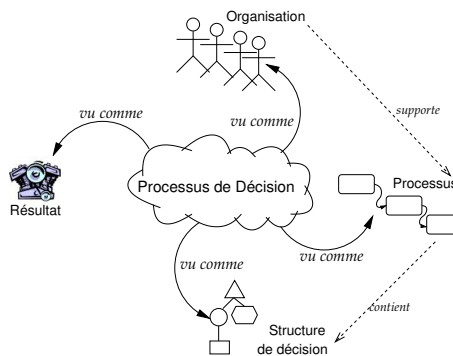 Organisation
vu comme
vu comme
supporte
Processus de Décision
Processus
Résultat
vu comme
vu comme
contient
Structure
de décision